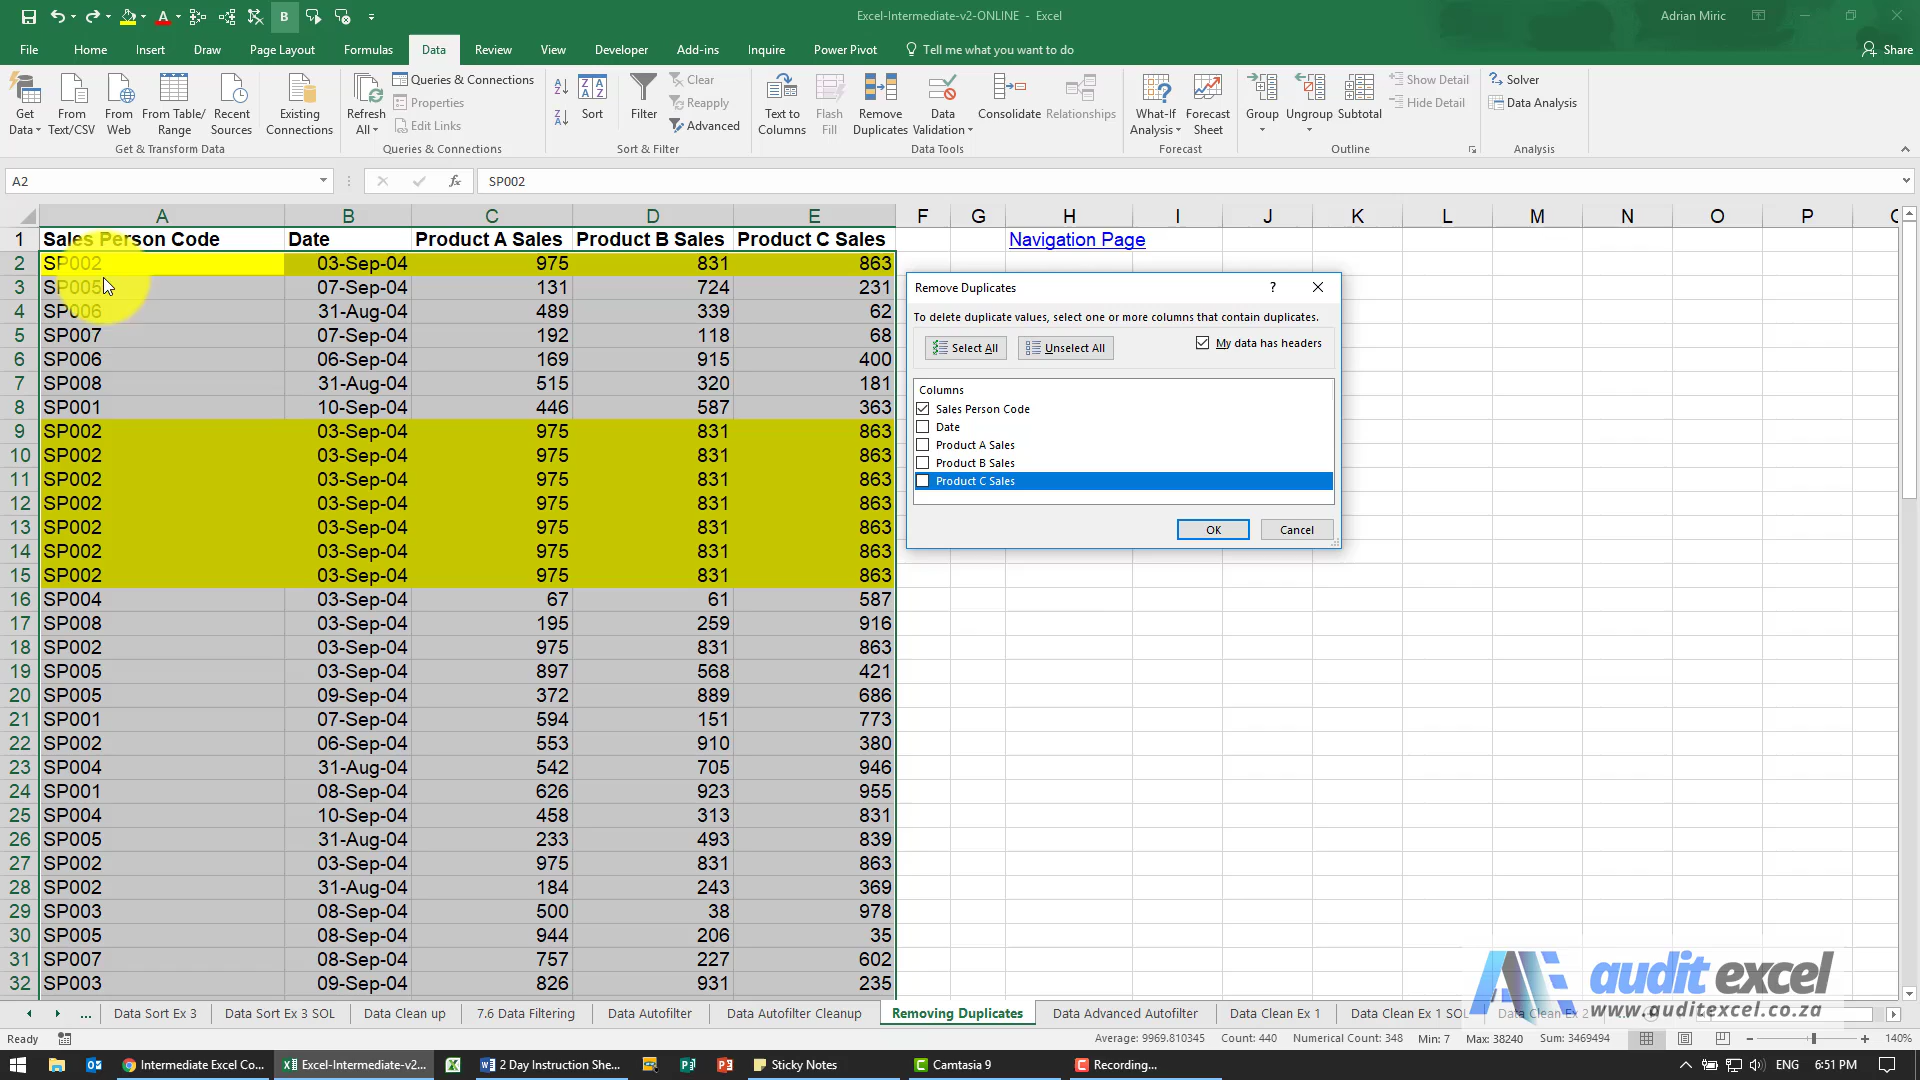 Excel-Intermediate-v2-ONLINE - Excel
Adrian Miric
File Home Insert Draw Page Layout Formulas Data Review View Developer Add-ins Inquire Power Pivot Tell me what you want to do Share
Get Data From Text/CSV From Web From Table/ Range Recent Sources Existing Connections
Get & Transform Data
Refresh All Queries & Connections Properties Edit Links
Queries & Connections
Sort Filter Clear Reapply Advanced
Sort & Filter
Text to Columns Flash Fill Remove Duplicates Data Validation Consolidate Relationships
Data Tools
What-If Analysis Forecast Sheet
Forecast
Group Ungroup Subtotal Show Detail Hide Detail
Outline
Solver Data Analysis
Analysis
A2 fx SP002
A B C D E F G H I J K L M N O P
1 Sales Person Code Date Product A Sales Product B Sales Product C Sales Navigation Page
2 SP002 03-Sep-04 975 831 863
3 SP005 07-Sep-04 131 724 231
4 SP006 31-Aug-04 489 339 62
5 SP007 07-Sep-04 192 118 68
6 SP006 06-Sep-04 169 915 400
7 SP008 31-Aug-04 515 320 181
8 SP001 10-Sep-04 446 587 363
9 SP002 03-Sep-04 975 831 863
10 SP002 03-Sep-04 975 831 863
11 SP002 03-Sep-04 975 831 863
12 SP002 03-Sep-04 975 831 863
13 SP002 03-Sep-04 975 831 863
14 SP002 03-Sep-04 975 831 863
15 SP002 03-Sep-04 975 831 863
16 SP004 03-Sep-04 67 61 587
17 SP008 03-Sep-04 195 259 916
18 SP002 03-Sep-04 975 831 863
19 SP005 03-Sep-04 897 568 421
20 SP005 09-Sep-04 372 889 686
21 SP001 07-Sep-04 594 151 773
22 SP002 06-Sep-04 553 910 380
23 SP004 31-Aug-04 542 705 946
24 SP001 08-Sep-04 626 923 955
25 SP004 10-Sep-04 458 313 831
26 SP005 31-Aug-04 233 493 839
27 SP002 03-Sep-04 975 831 863
28 SP002 31-Aug-04 184 243 369
29 SP003 08-Sep-04 500 38 978
30 SP005 08-Sep-04 944 206 35
31 SP007 08-Sep-04 757 227 602
32 SP003 09-Sep-04 826 931 235
Remove Duplicates ?
To delete duplicate values, select one or more columns that contain duplicates.
Select All Unselect All My data has headers
Columns
Sales Person Code
Date
Product A Sales
Product B Sales
Product C Sales
OK Cancel
audit excel
www.auditexcel.co.za
... Data Sort Ex 3 Data Sort Ex 3 SOL Data Clean up 7.6 Data Filtering Data Autofilter Data Autofilter Cleanup Removing Duplicates Data Advanced Autofilter Data Clean Ex 1 Data Clean Ex 1 SOL Data Clean Ex 2
Ready Average: 9969.810345 Count: 440 Numerical Count: 348 Min: 7 Max: 38240 Sum: 3469494 140%
Intermediate Excel Co... Excel-Intermediate-v2... 2 Day Instruction She... Sticky Notes Camtasia 9 Recording... ENG 6:51 PM